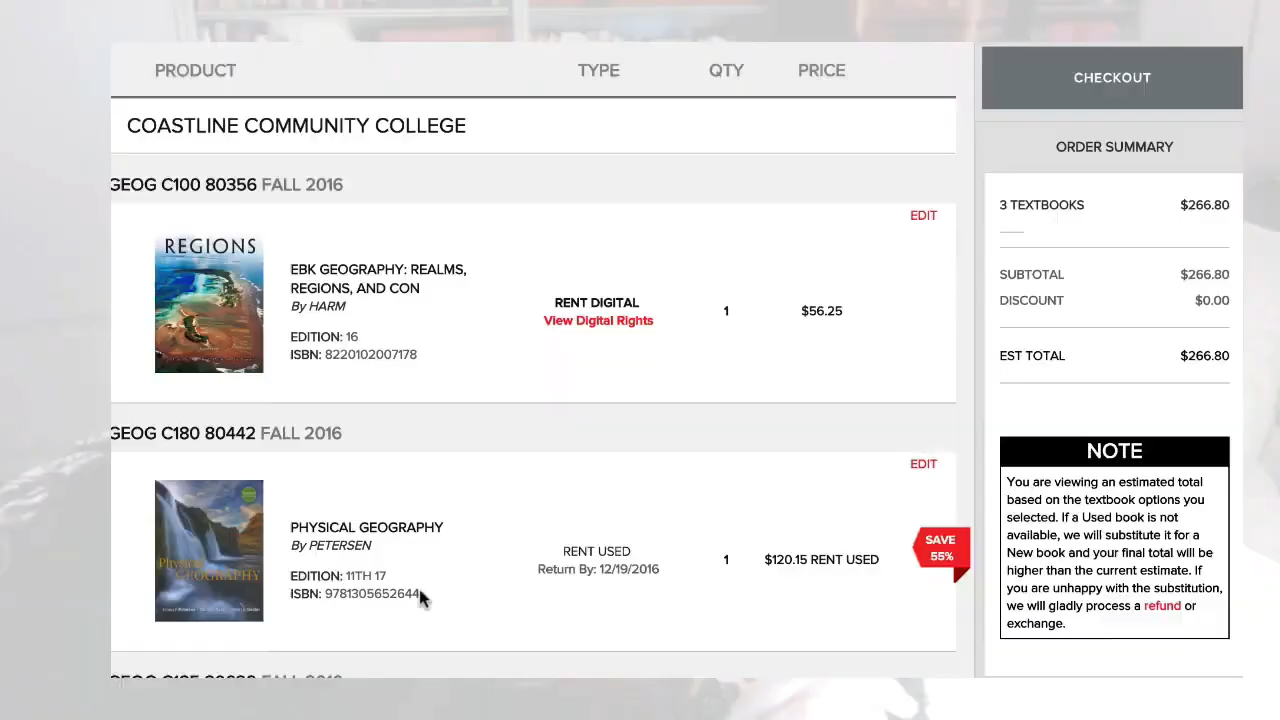 PRODUCT TYPE QTY PRICE
CHECKOUT
COASTLINE COMMUNITY COLLEGE
ORDER SUMMARY
GEOG C100 80356 FALL 2016
3 TEXTBOOKS $266.80
EDIT
REGIONS
EBK GEOGRAPHY: REALMS,
REGIONS, AND CON
By HARM
EDITION: 16
ISBN: 8220102007178
RENT DIGITAL
View Digital Rights
1
$56.25
SUBTOTAL $266.80
DISCOUNT $0.00
EST TOTAL $266.80
GEOG C180 80442 FALL 2016
EDIT
Physical
GEOGRAPHY
PHYSICAL GEOGRAPHY
By PETERSEN
EDITION: 11TH 17
ISBN: 9781305652644
RENT USED
Return By: 12/19/2016
1
$120.15 RENT USED
SAVE
55%
NOTE
You are viewing an estimated total
based on the textbook options you
selected. If a Used book is not
available, we will substitute it for a
New book and your final total will be
higher than the current estimate. If
you are unhappy with the substitution,
we will gladly process a refund or
exchange.